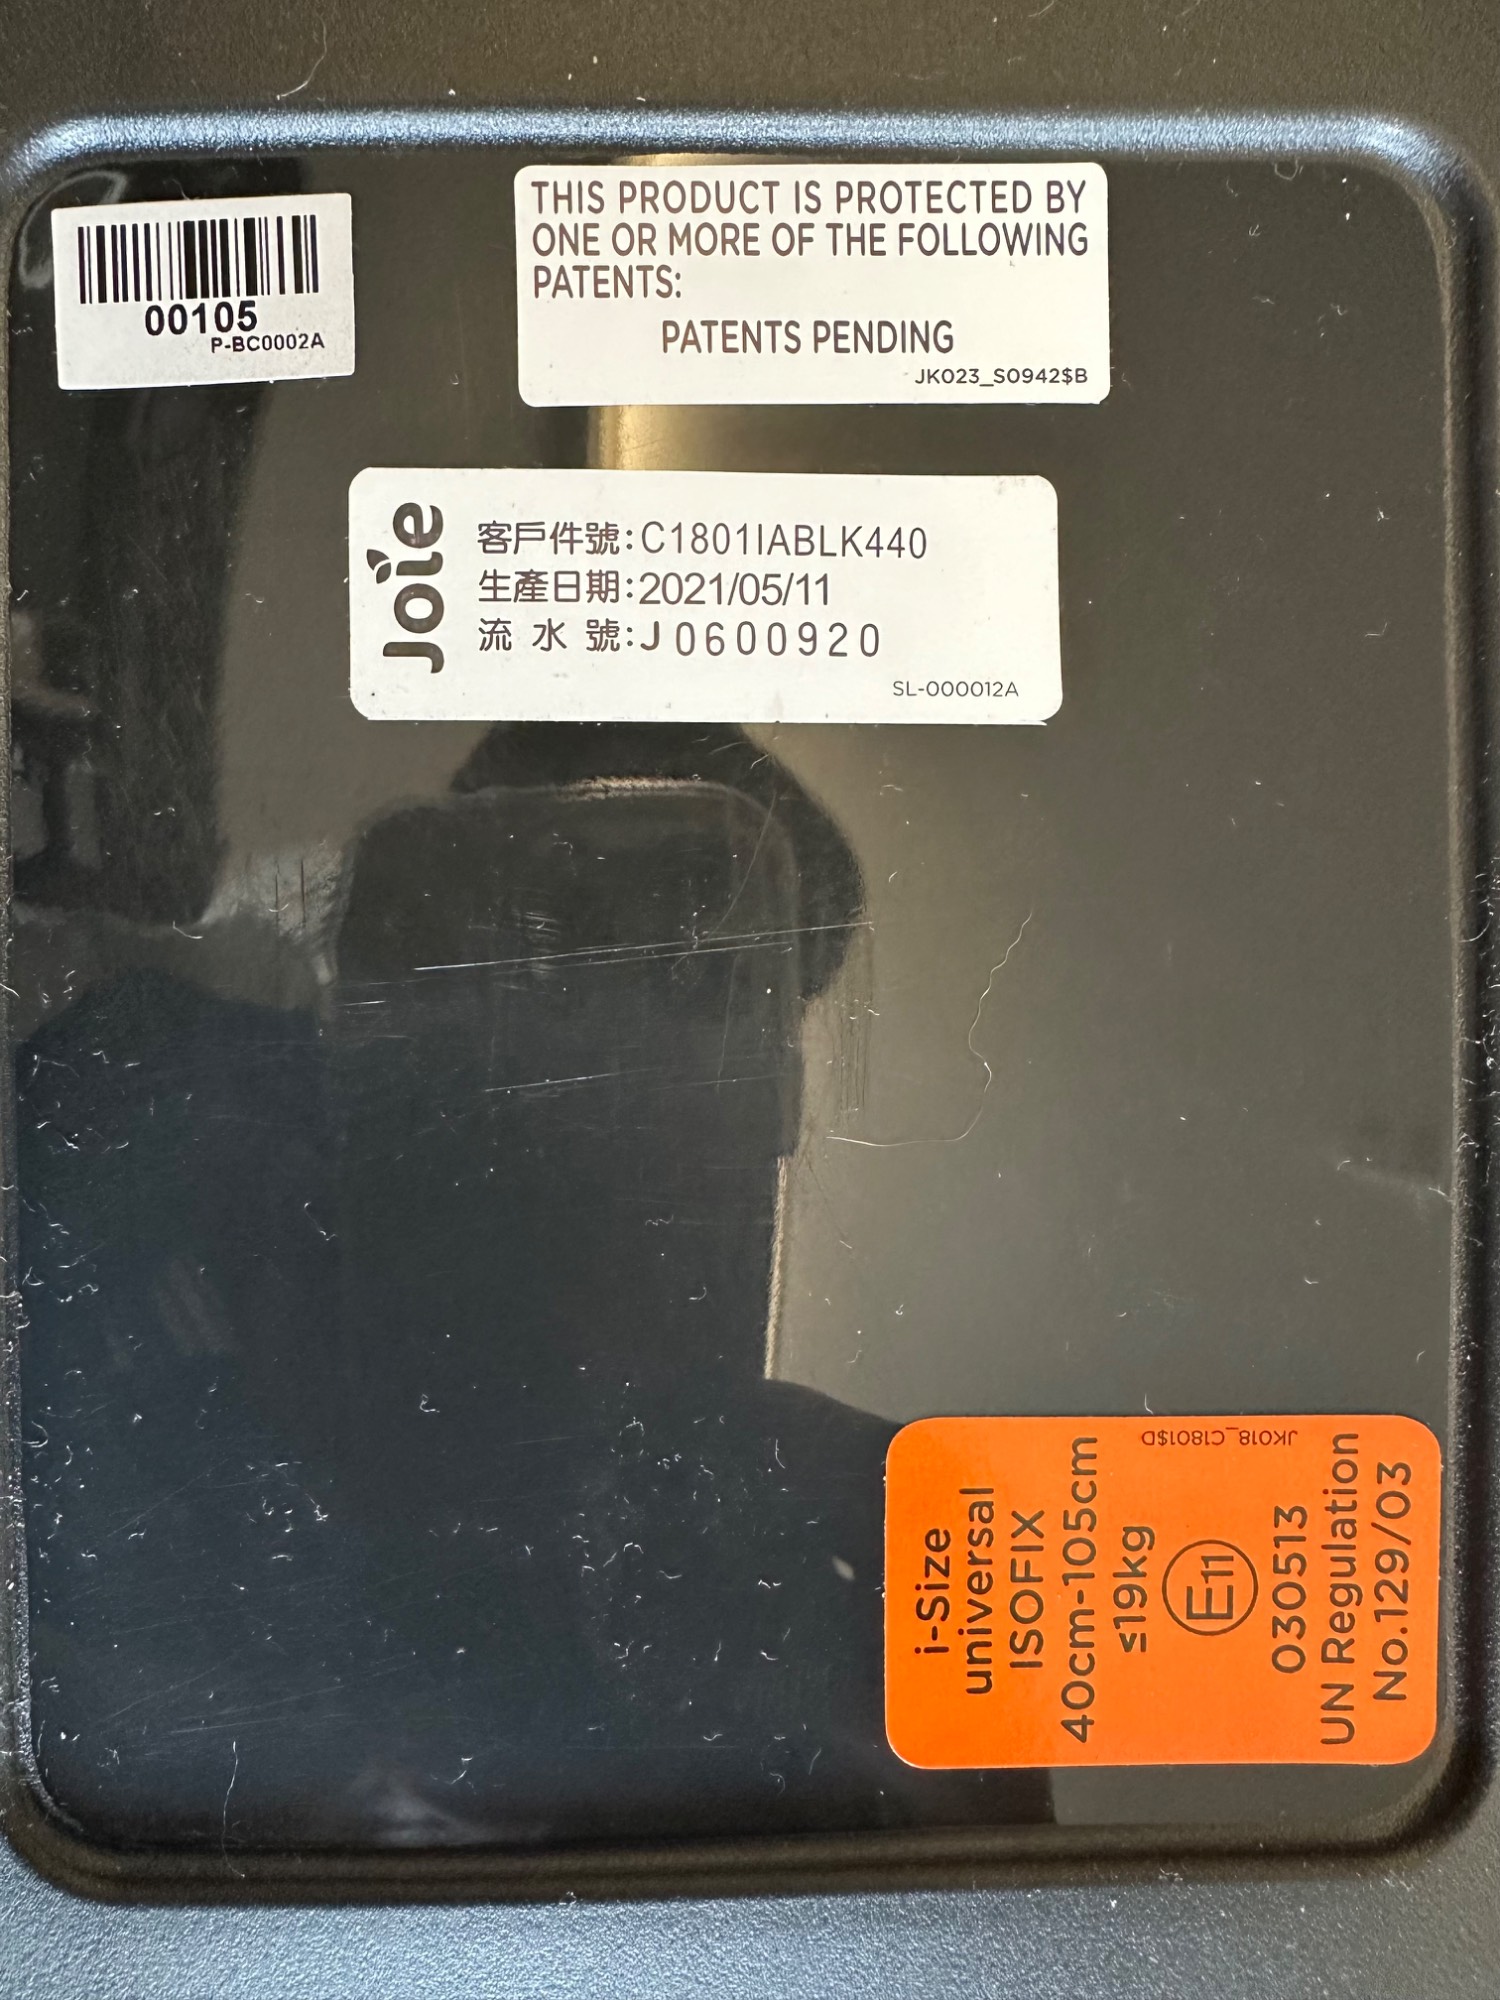 00105
P-BC0002A
THIS PRODUCT IS PROTECTED BY
ONE OR MORE OF THE FOLLOWING
PATENTS:
PATENTS PENDING
JK023_S0942$B
Joie
客戶件號:C1801IABLK440
生產日期:2021/05/11
流水號:J0600920
SL-000012A
i-Size
universal
ISOFIX
40cm-105cm
≤19kg
E11
030513
UN Regulation
No.129/03
JK018_C1801$D